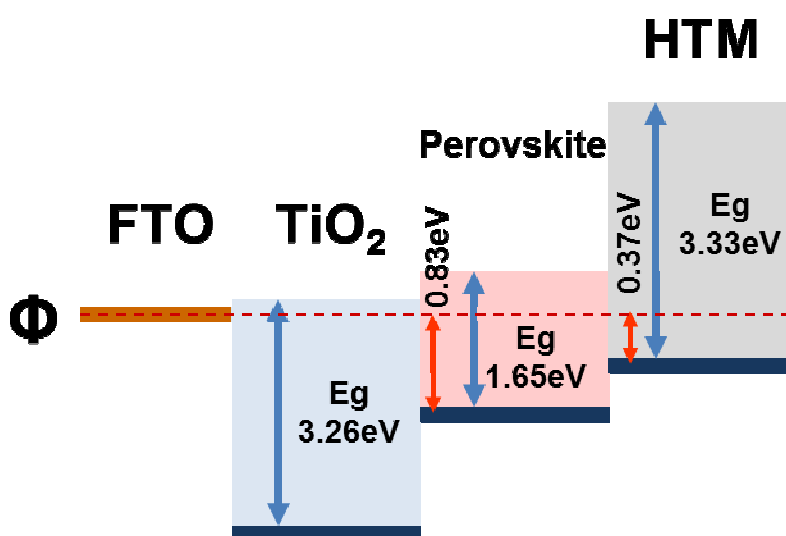 HTM
Perovskite
FTO
TiO₂
0.83eV
0.37eV
Eg
3.33eV
Φ
Eg
1.65eV
Eg
3.26eV